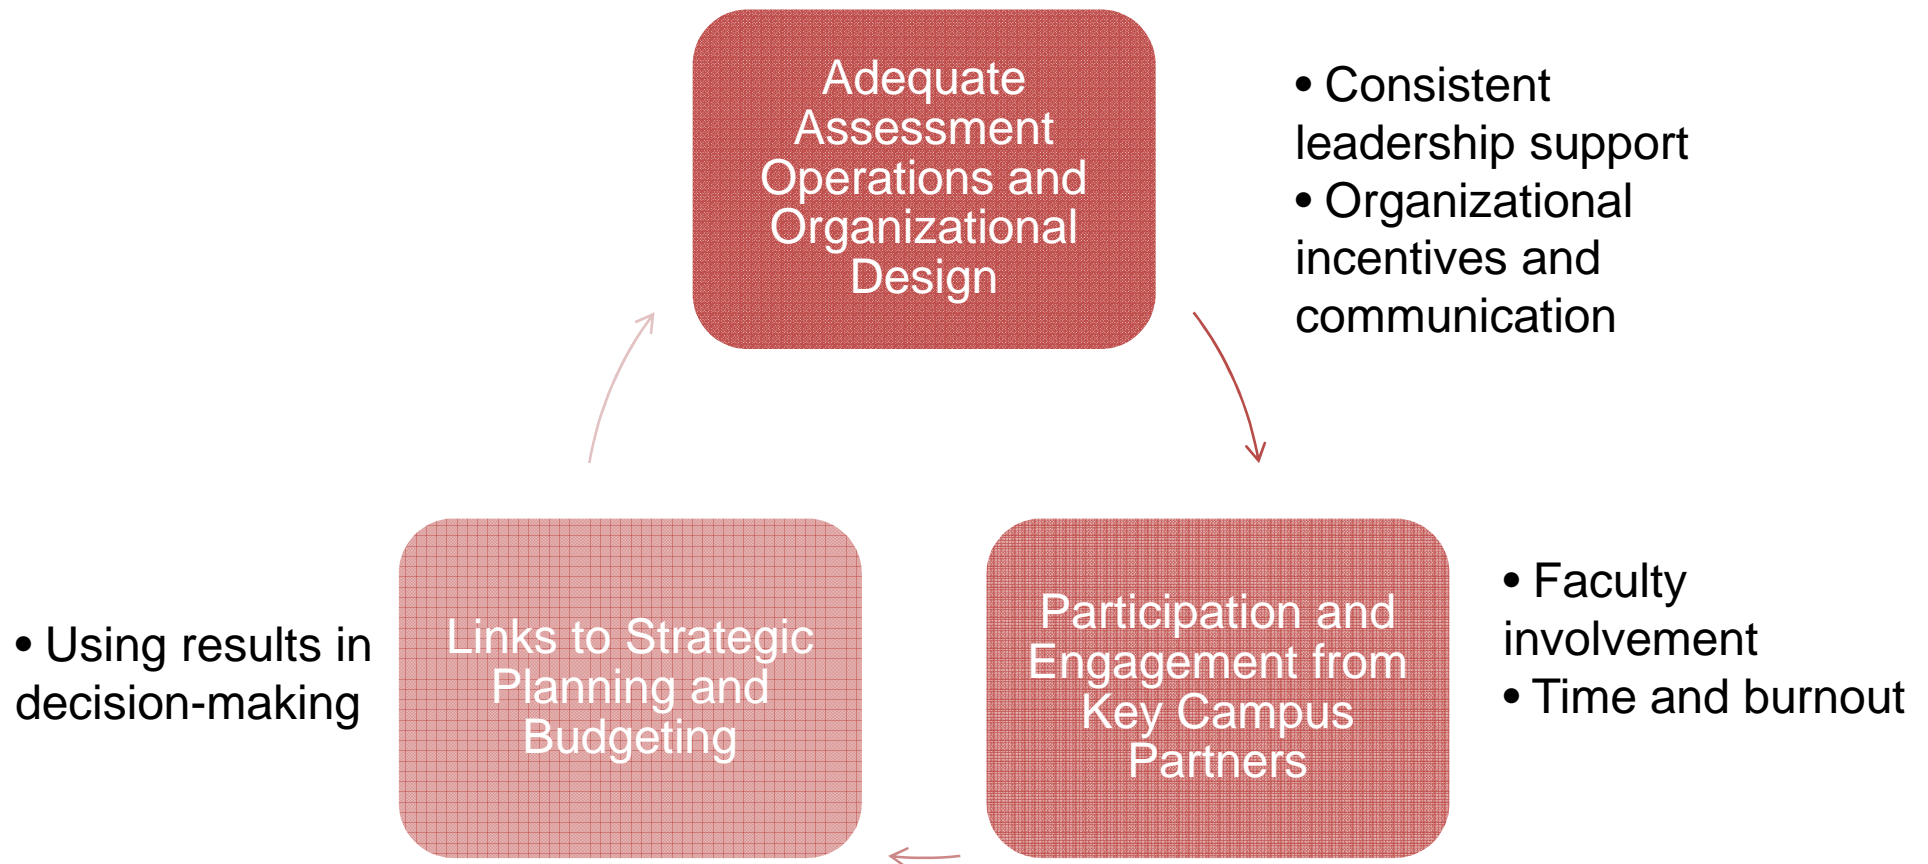 Adequate
Assessment
Operations and
Organizational
Design
• Consistent
leadership support
• Organizational
incentives and
communication
Participation and
Engagement from
Key Campus
Partners
• Faculty
involvement
• Time and burnout
Links to Strategic
Planning and
Budgeting
• Using results in
decision-making